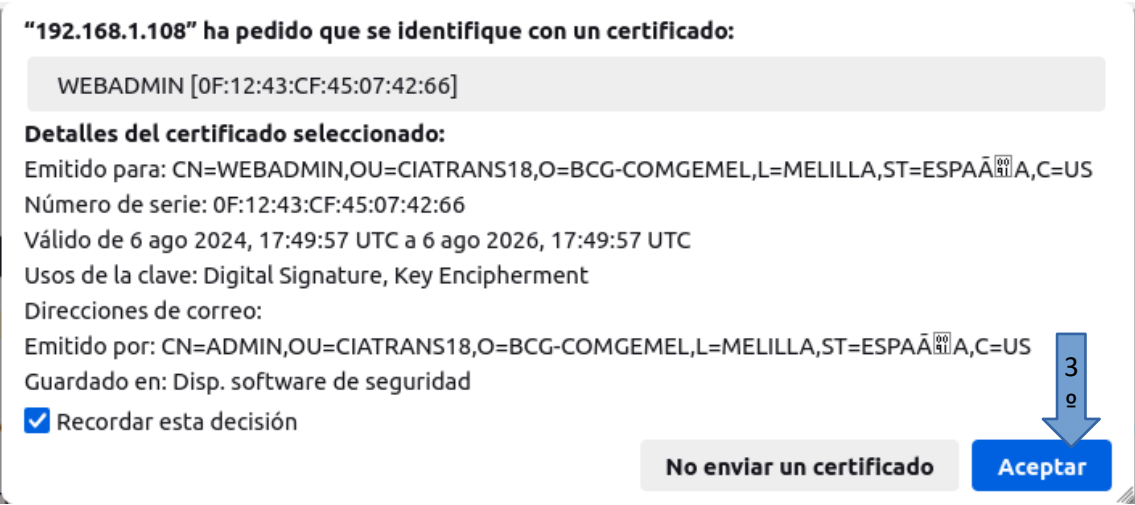 “192.168.1.108” ha pedido que se identifique con un certificado:
WEBADMIN [0F:12:43:CF:45:07:42:66]
Detalles del certificado seleccionado:
Emitido para: CN=WEBADMIN,OU=CIATRANS18,O=BCG-COMGEMEL,L=MELILLA,ST=ESPAÃA,C=US
Número de serie: 0F:12:43:CF:45:07:42:66
Válido de 6 ago 2024, 17:49:57 UTC a 6 ago 2026, 17:49:57 UTC
Usos de la clave: Digital Signature, Key Encipherment
Direcciones de correo:
Emitido por: CN=ADMIN,OU=CIATRANS18,O=BCG-COMGEMEL,L=MELILLA,ST=ESPAÃA,C=US
Guardado en: Disp. software de seguridad
3
º
Recordar esta decisión
No enviar un certificado
Aceptar